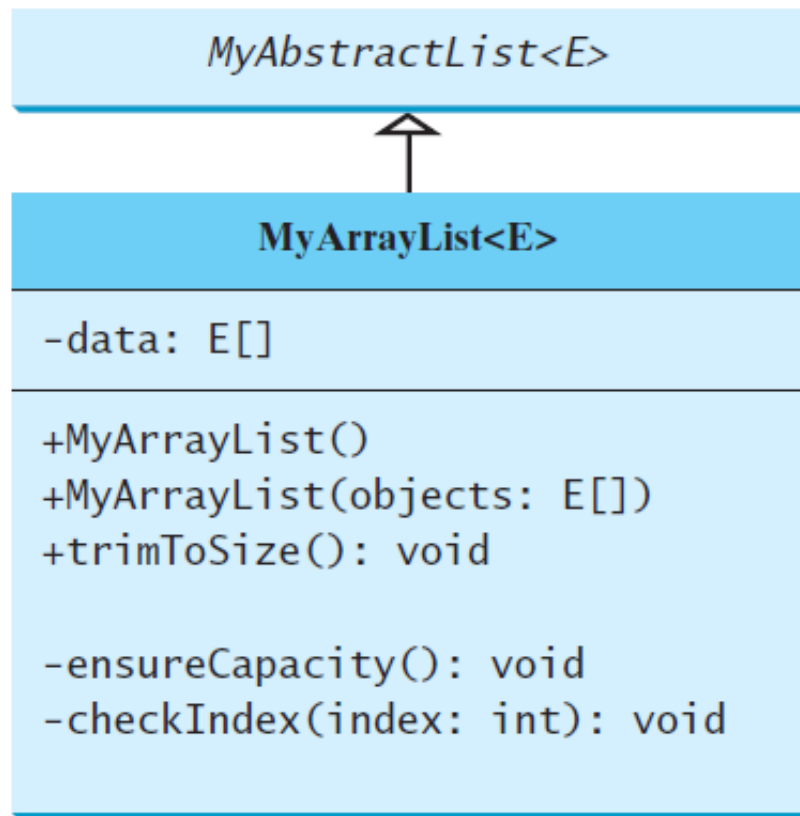 MyAbstractList<E>
MyArrayList<E>
-data: E[]
+MyArrayList()
+MyArrayList(objects: E[])
+trimToSize(): void
-ensureCapacity(): void
-checkIndex(index: int): void